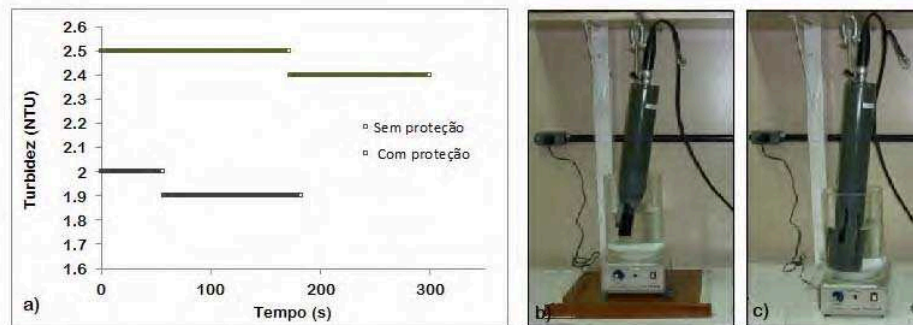 2.6
2.5
2.4
2.3
2.2
2.1
2
1.9
1.8
1.7
1.6
Turbidez (NTU)
Sem proteção
Com proteção
0 100 200 300
Tempo (s)
a)
b)
c)